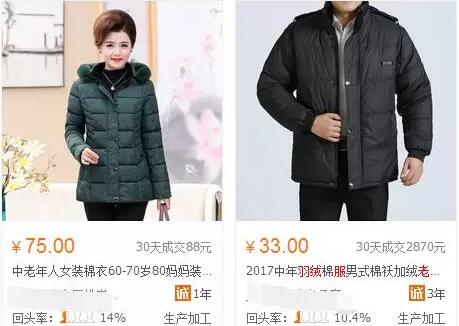 ¥ 75.00 30天成交88元
中老年人女装棉衣60-70岁80妈妈装...
诚 1年
回头率: 14% 生产加工
¥ 33.00 30天成交2870元
2017中年羽绒棉服男式棉袄加绒老...
诚 3年
回头率: 10.4% 生产加工